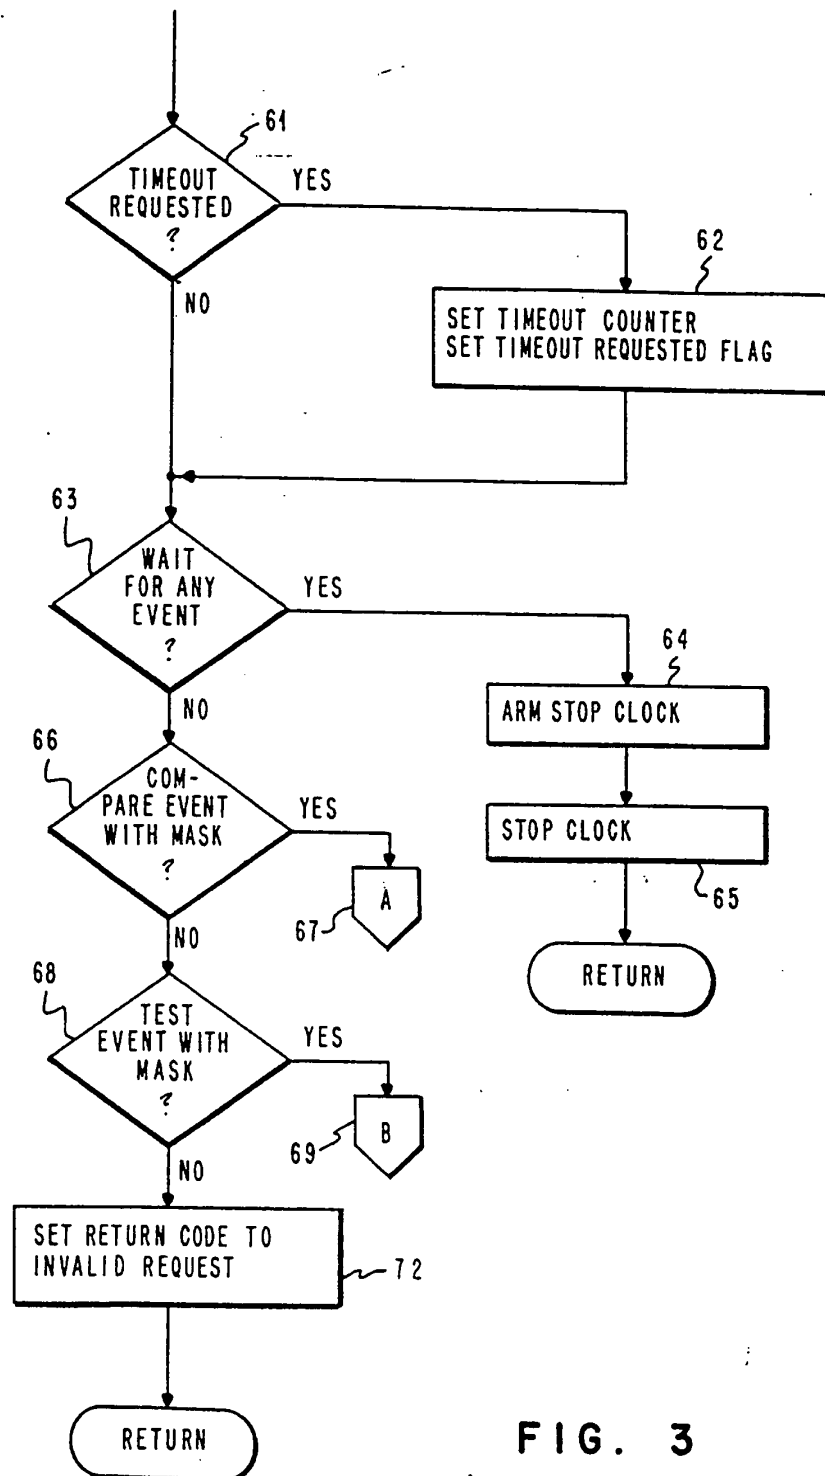 61
TIMEOUT
REQUESTED
?
YES
NO
62
SET TIMEOUT COUNTER
SET TIMEOUT REQUESTED FLAG
63
WAIT
FOR ANY
EVENT
?
YES
NO
64
ARM STOP CLOCK
STOP CLOCK
65
RETURN
66
COM-
PARE EVENT
WITH MASK
?
YES
NO
A
67
68
TEST
EVENT WITH
MASK
?
YES
NO
B
69
SET RETURN CODE TO
INVALID REQUEST
72
RETURN
FIG. 3